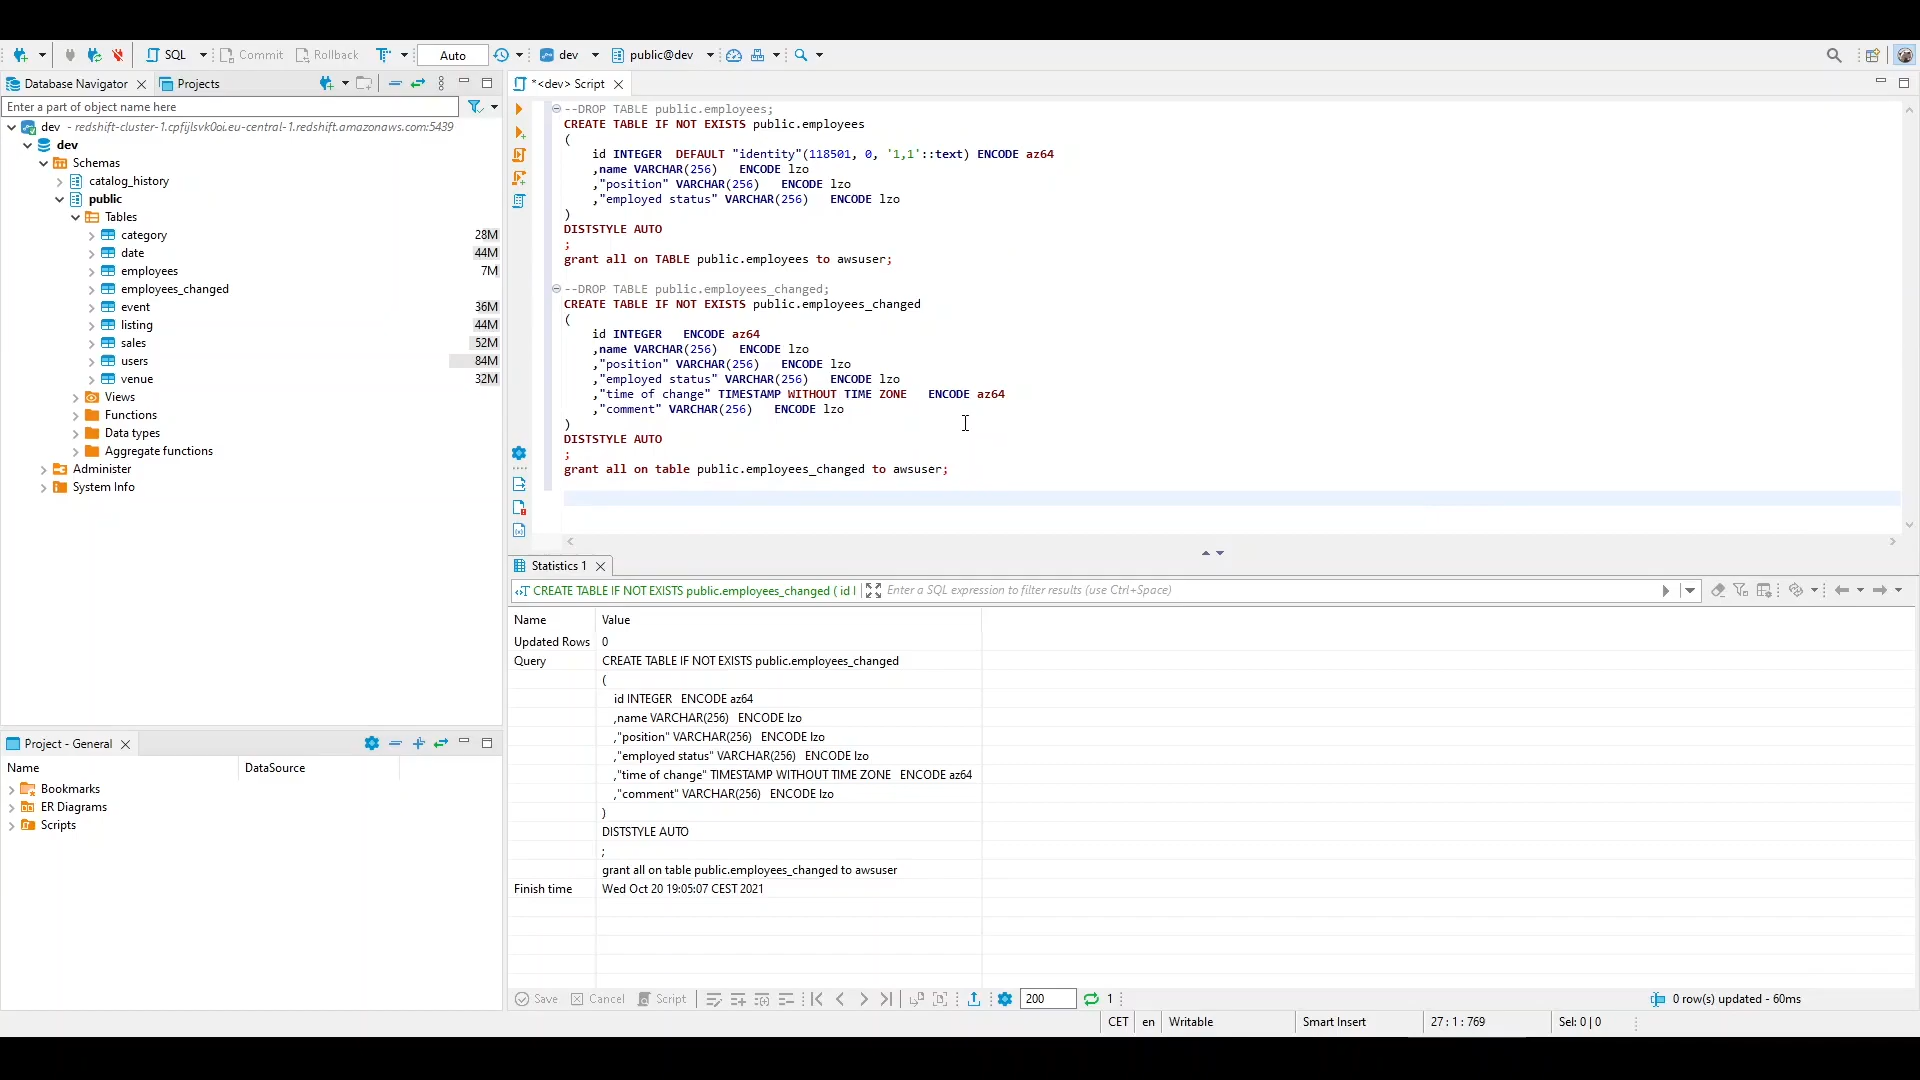 SQL
Commit
Rollback
Auto
dev
public@dev
Database Navigator
Projects
*<dev> Script
Enter a part of object name here
dev - redshift-cluster-1.cpfijlsvk0oi.eu-central-1.redshift.amazonaws.com:5439
dev
Schemas
catalog_history
public
Tables
category 28M
date 44M
employees 7M
employees_changed
event 36M
listing 44M
sales 52M
users 84M
venue 32M
Views
Functions
Data types
Aggregate functions
Administer
System Info
--DROP TABLE public.employees;
CREATE TABLE IF NOT EXISTS public.employees
(
id INTEGER DEFAULT "identity"(118501, 0, '1,1'::text) ENCODE az64
,name VARCHAR(256) ENCODE lzo
,"position" VARCHAR(256) ENCODE lzo
,"employed status" VARCHAR(256) ENCODE lzo
)
DISTSTYLE AUTO
;
grant all on TABLE public.employees to awsuser;
--DROP TABLE public.employees_changed;
CREATE TABLE IF NOT EXISTS public.employees_changed
(
id INTEGER ENCODE az64
,name VARCHAR(256) ENCODE lzo
,"position" VARCHAR(256) ENCODE lzo
,"employed status" VARCHAR(256) ENCODE lzo
,"time of change" TIMESTAMP WITHOUT TIME ZONE ENCODE az64
,"comment" VARCHAR(256) ENCODE lzo
)
DISTSTYLE AUTO
;
grant all on table public.employees_changed to awsuser;
Statistics 1
CREATE TABLE IF NOT EXISTS public.employees_changed ( id I
Enter a SQL expression to filter results (use Ctrl+Space)
Name Value
Updated Rows 0
Query CREATE TABLE IF NOT EXISTS public.employees_changed
(
id INTEGER ENCODE az64
,name VARCHAR(256) ENCODE lzo
,"position" VARCHAR(256) ENCODE lzo
,"employed status" VARCHAR(256) ENCODE lzo
,"time of change" TIMESTAMP WITHOUT TIME ZONE ENCODE az64
,"comment" VARCHAR(256) ENCODE lzo
)
DISTSTYLE AUTO
;
grant all on table public.employees_changed to awsuser
Finish time Wed Oct 20 19:05:07 CEST 2021
Project - General
Name DataSource
Bookmarks
ER Diagrams
Scripts
Save
Cancel
Script
200
1
0 row(s) updated - 60ms
CET
en
Writable
Smart Insert
27 : 1 : 769
Sel: 0 | 0